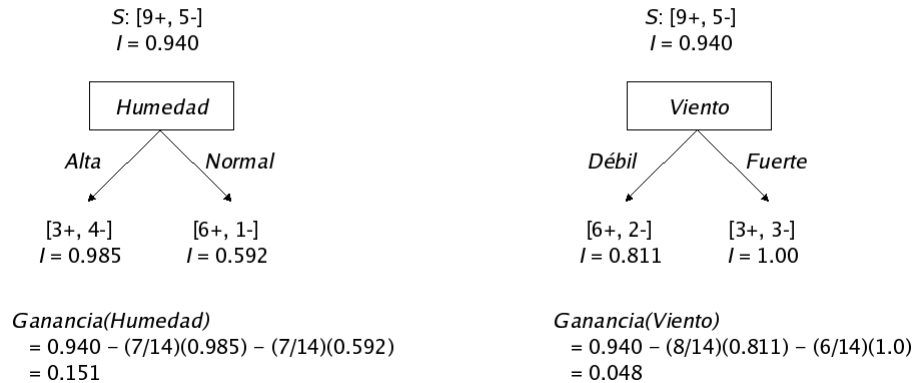 S: [9+, 5-]
I = 0.940
Humedad
Alta
Normal
[3+, 4-]
I = 0.985
[6+, 1-]
I = 0.592
Ganancia(Humedad)
= 0.940 – (7/14)(0.985) – (7/14)(0.592)
= 0.151
S: [9+, 5-]
I = 0.940
Viento
Débil
Fuerte
[6+, 2-]
I = 0.811
[3+, 3-]
I = 1.00
Ganancia(Viento)
= 0.940 – (8/14)(0.811) – (6/14)(1.0)
= 0.048